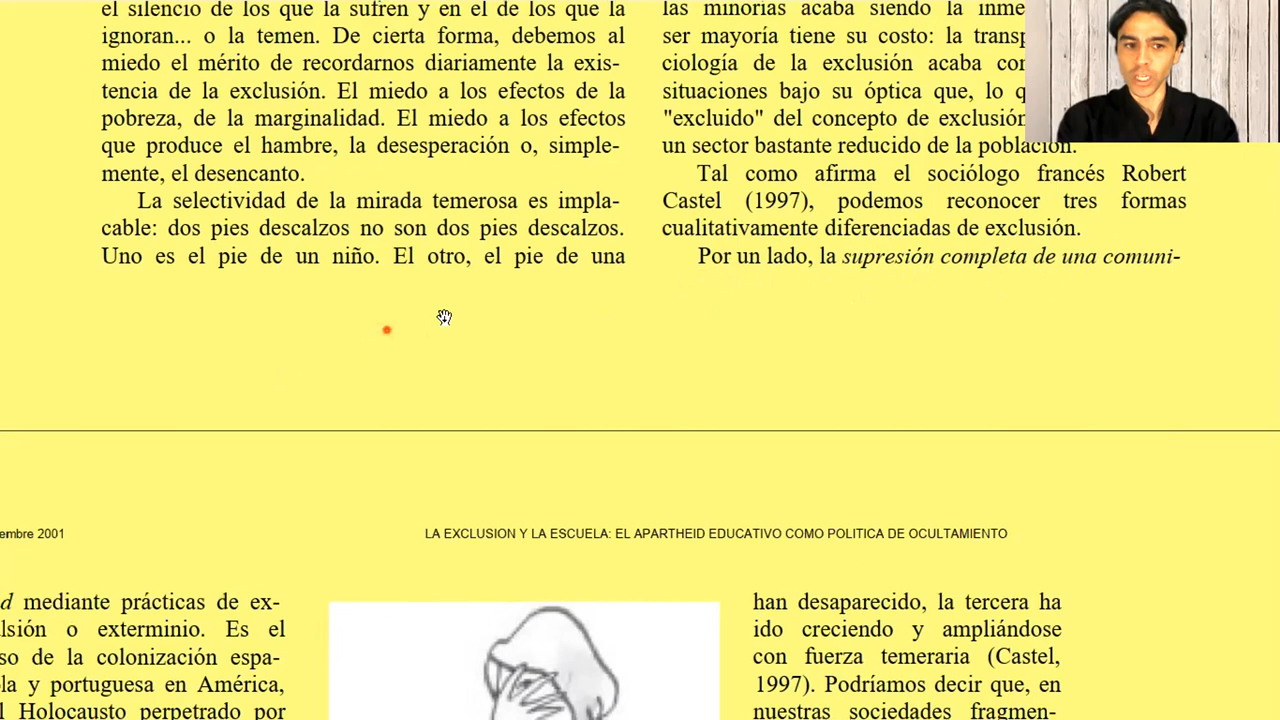 el silencio de los que la sufren y en el de los que la
ignoran... o la temen. De cierta forma, debemos al
miedo el mérito de recordarnos diariamente la exis-
tencia de la exclusión. El miedo a los efectos de la
pobreza, de la marginalidad. El miedo a los efectos
que produce el hambre, la desesperación o, simple-
mente, el desencanto.
La selectividad de la mirada temerosa es impla-
cable: dos pies descalzos no son dos pies descalzos.
Uno es el pie de un niño. El otro, el pie de una
las minorías acaba siendo la inme
ser mayoría tiene su costo: la transp
ciología de la exclusión acaba con
situaciones bajo su óptica que, lo q
"excluido" del concepto de exclusión
un sector bastante reducido de la población.
Tal como afirma el sociólogo francés Robert
Castel (1997), podemos reconocer tres formas
cualitativamente diferenciadas de exclusión.
Por un lado, la supresión completa de una comuni-
embre 2001
LA EXCLUSION Y LA ESCUELA: EL APARTHEID EDUCATIVO COMO POLITICA DE OCULTAMIENTO
d mediante prácticas de ex-
ulsión o exterminio. Es el
so de la colonización espa-
la y portuguesa en América,
l Holocausto perpetrado por
han desaparecido, la tercera ha
ido creciendo y ampliándose
con fuerza temeraria (Castel,
1997). Podríamos decir que, en
nuestras sociedades fragmen-